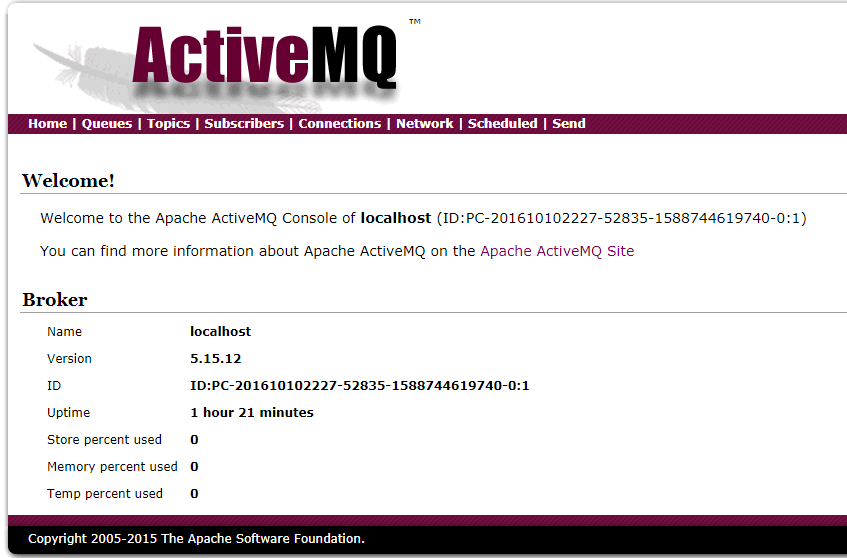 ActiveMQ ™
Home | Queues | Topics | Subscribers | Connections | Network | Scheduled | Send
Welcome!
Welcome to the Apache ActiveMQ Console of localhost (ID:PC-201610102227-52835-1588744619740-0:1)
You can find more information about Apache ActiveMQ on the Apache ActiveMQ Site
Broker
Name localhost
Version 5.15.12
ID ID:PC-201610102227-52835-1588744619740-0:1
Uptime 1 hour 21 minutes
Store percent used 0
Memory percent used 0
Temp percent used 0
Copyright 2005-2015 The Apache Software Foundation.